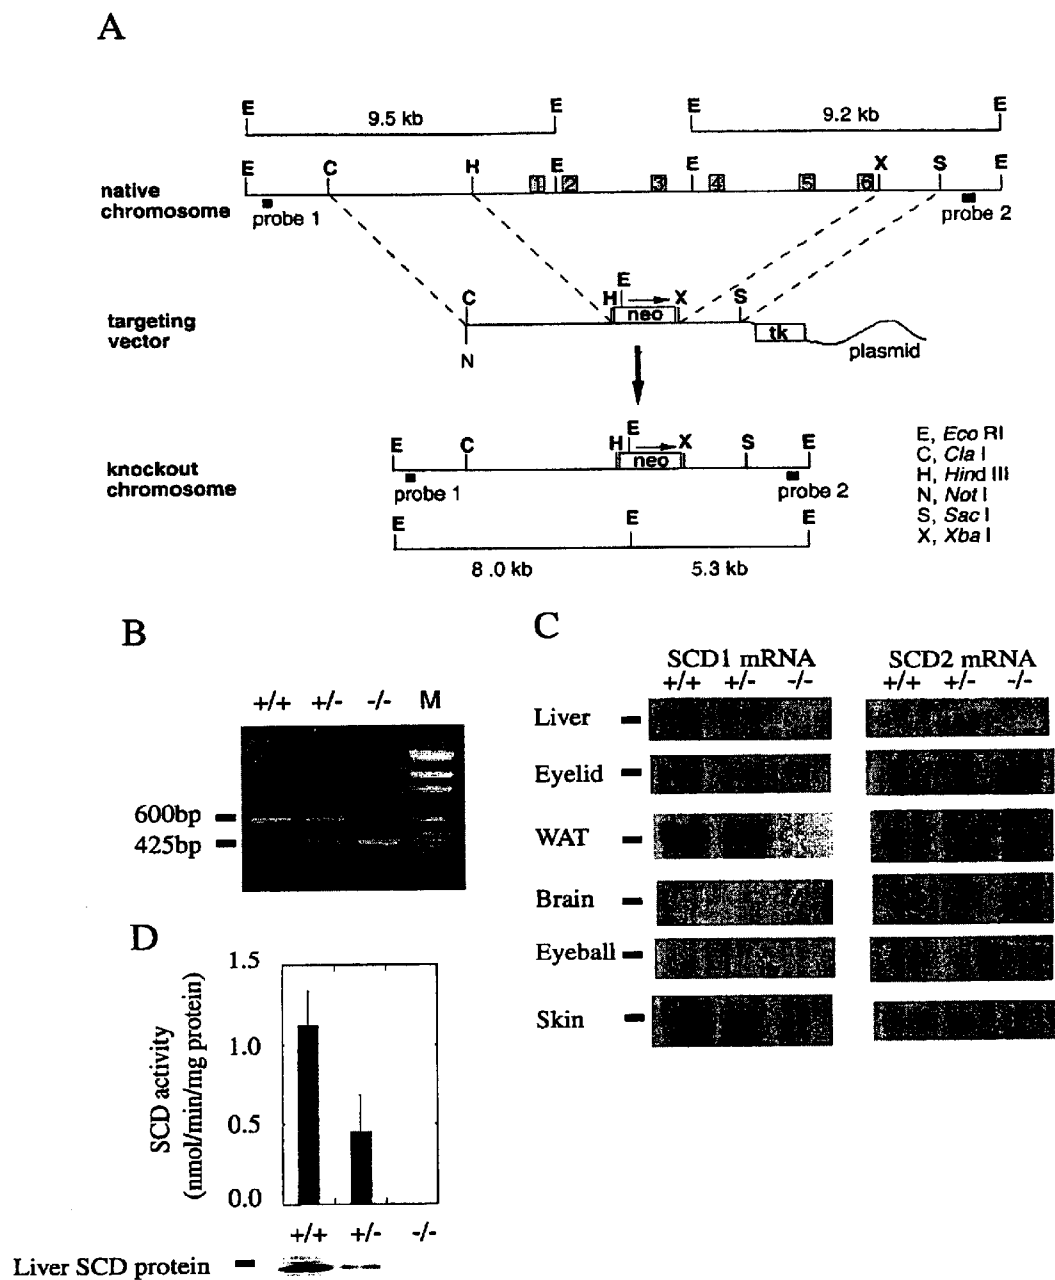 A
E E E E
9.5 kb 9.2 kb
E C H E E X S E
1 2 3 4 5 6
native
chromosome
probe 1 probe 2
E
C H X S
neo
targeting
vector
tk
N
plasmid
E
E C H X S E
neo
knockout
chromosome
probe 1 probe 2
E E E
8.0 kb 5.3 kb
E, Eco RI
C, Cla I
H, Hind III
N, Not I
S, Sac I
X, Xba I
B
+/+ +/- -/- M
600bp
425bp
C
SCD1 mRNA SCD2 mRNA
+/+ +/- -/- +/+ +/- -/-
Liver
Eyelid
WAT
Brain
Eyeball
Skin
D
SCD activity
(nmol/min/mg protein)
1.5
1.0
0.5
0.0
+/+ +/- -/-
Liver SCD protein